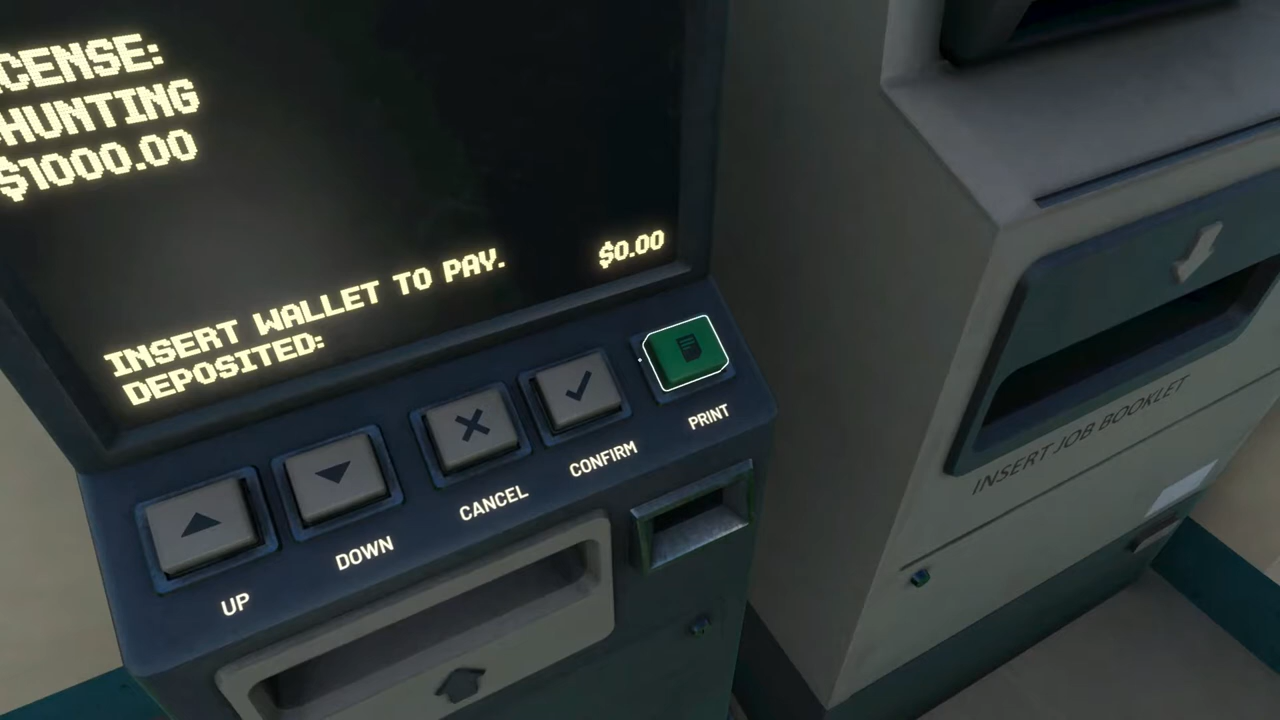 CENSE:
HUNTING
$1000.00
INSERT WALLET TO PAY.
DEPOSITED:
$0.00
PRINT
CONFIRM
CANCEL
DOWN
UP
INSERT JOB BOOKLET